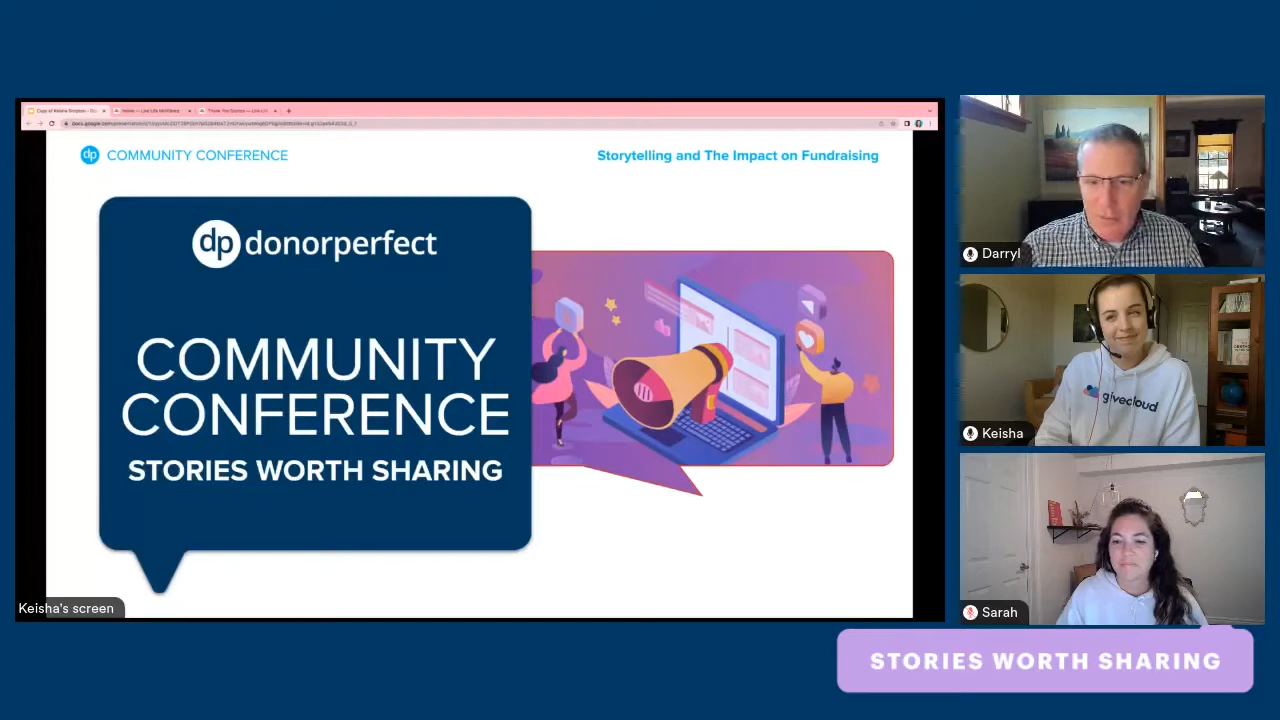 COMMUNITY CONFERENCE
Storytelling and The Impact on Fundraising
dp donorperfect
COMMUNITY
CONFERENCE
STORIES WORTH SHARING
Keisha's screen
Darryl
Keisha
givecloud
Sarah
STORIES WORTH SHARING